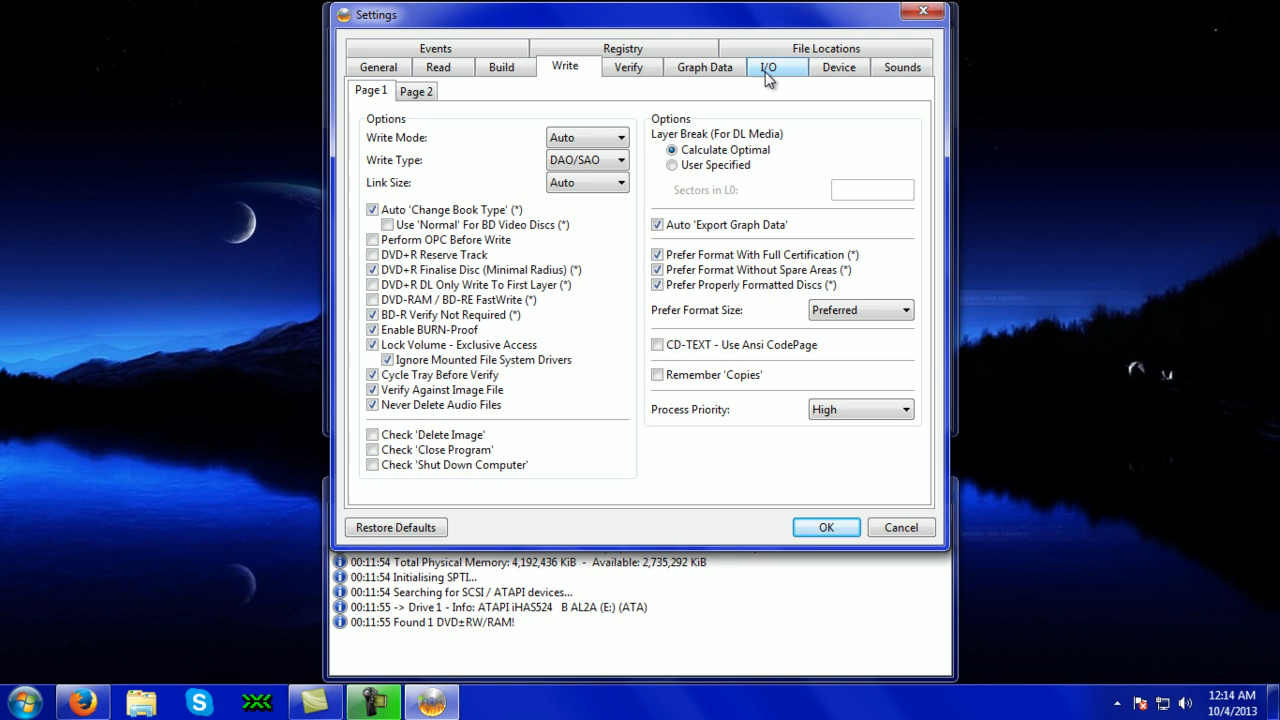 Settings
Events Registry File Locations
General Read Build Write Verify Graph Data I/O Device Sounds
Page 1 Page 2
Options
Write Mode: Auto
Write Type: DAO/SAO
Link Size: Auto
Auto 'Change Book Type' (*)
Use 'Normal' For BD Video Discs (*)
Perform OPC Before Write
DVD+R Reserve Track
DVD+R Finalise Disc (Minimal Radius) (*)
DVD+R DL Only Write To First Layer (*)
DVD-RAM / BD-RE FastWrite (*)
BD-R Verify Not Required (*)
Enable BURN-Proof
Lock Volume - Exclusive Access
Ignore Mounted File System Drivers
Cycle Tray Before Verify
Verify Against Image File
Never Delete Audio Files
Check 'Delete Image'
Check 'Close Program'
Check 'Shut Down Computer'
Options
Layer Break (For DL Media)
Calculate Optimal
User Specified
Sectors in L0:
Auto 'Export Graph Data'
Prefer Format With Full Certification (*)
Prefer Format Without Spare Areas (*)
Prefer Properly Formatted Discs (*)
Prefer Format Size: Preferred
CD-TEXT - Use Ansi CodePage
Remember 'Copies'
Process Priority: High
Restore Defaults OK Cancel
00:11:54 Total Physical Memory: 4,192,436 KiB - Available: 2,735,292 KiB
00:11:54 Initialising SPTI...
00:11:54 Searching for SCSI / ATAPI devices...
00:11:55 -> Drive 1 - Info: ATAPI iHAS524 B AL2A (E:) (ATA)
00:11:55 Found 1 DVD±RW/RAM!
12:14 AM
10/4/2013